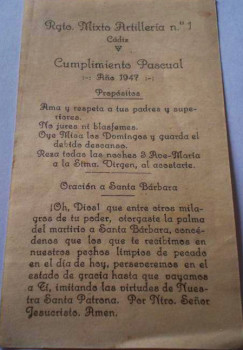 Rgto. Mixto Artillería n.º 1
Cádiz
Cumplimiento Pascual
Año 1947
Propósitos
Ama y respeta a tus padres y supe-
riores.
No jures ni blasfemes.
Oye Misa los Domingos y guarda el
debido descanso.
Reza todas las noches 3 Ave-María
a la Stma. Virgen, al acostarte.
Oración a Santa Bárbara
¡Oh, Dios! que entre otros mila-
gros de tu poder, otorgaste la palma
del martirio a Santa Bárbara, concé-
denos que los que te recibimos en
nuestros pechos limpios de pecado
en el día de hoy, perseveremos en el
estado de gracia hasta que vayamos
a Tí, imitando las virtudes de Nues-
tra Santa Patrona. Por Ntro. Señor
Jesucristo. Amen.